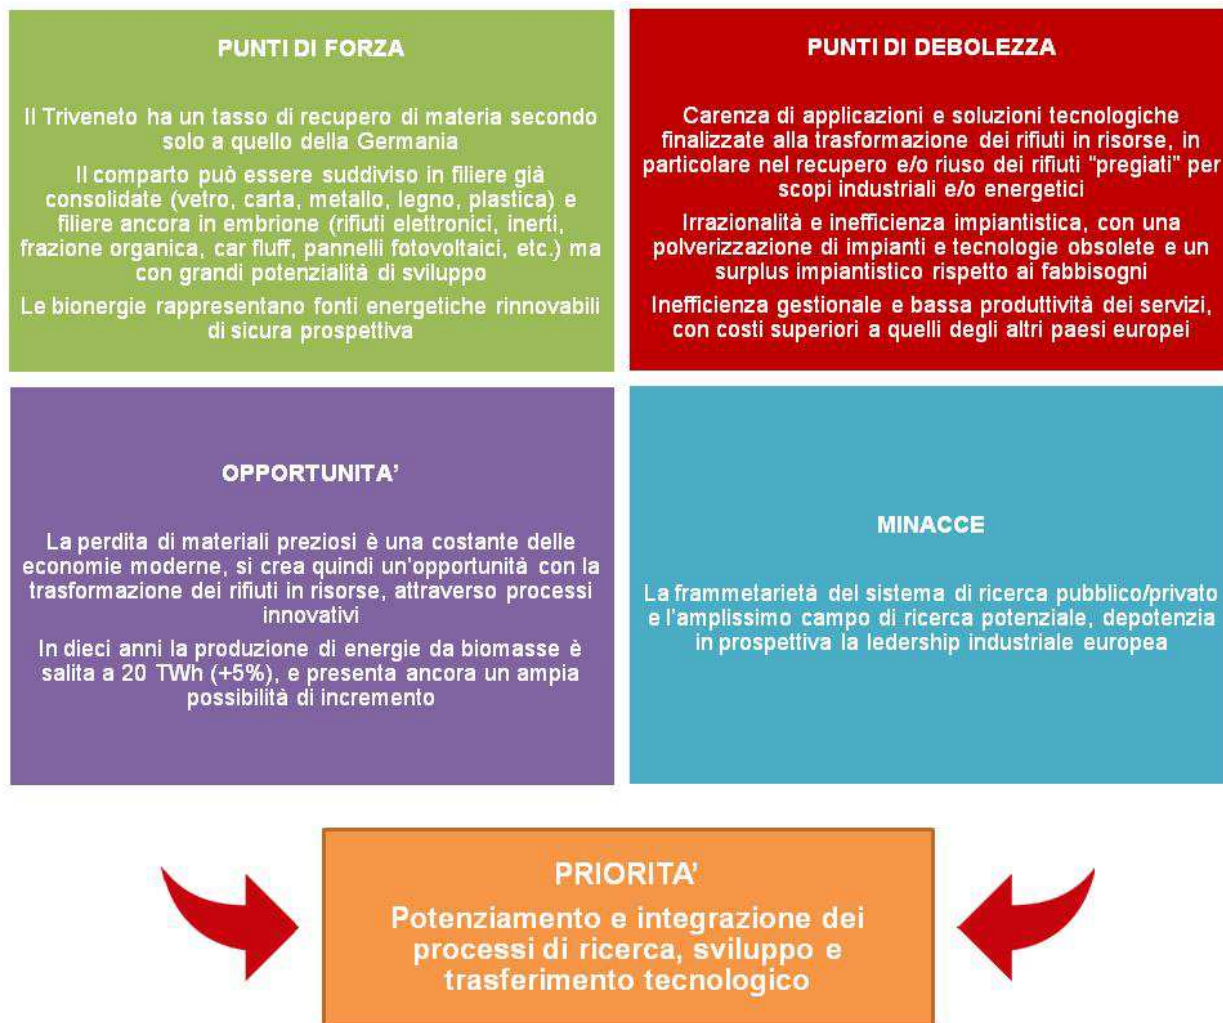 PUNTI DI FORZA
Il Triveneto ha un tasso di recupero di materia secondo
solo a quello della Germania
Il comparto può essere suddiviso in filiere già
consolidate (vetro, carta, metallo, legno, plastica) e
filiere ancora in embrione (rifiuti elettronici, inerti,
frazione organica, car fluff, pannelli fotovoltaici, etc.) ma
con grandi potenzialità di sviluppo
Le bionergie rappresentano fonti energetiche rinnovabili
di sicura prospettiva
PUNTI DI DEBOLEZZA
Carenza di applicazioni e soluzioni tecnologiche
finalizzate alla trasformazione dei rifiuti in risorse, in
particolare nel recupero e/o riuso dei rifiuti "pregiati" per
scopi industriali e/o energetici
Irrazionalità e inefficienza impiantistica, con una
polverizzazione di impianti e tecnologie obsolete e un
surplus impiantistico rispetto ai fabbisogni
Inefficienza gestionale e bassa produttività dei servizi,
con costi superiori a quelli degli altri paesi europei
OPPORTUNITA'
La perdita di materiali preziosi è una costante delle
economie moderne, si crea quindi un'opportunità con la
trasformazione dei rifiuti in risorse, attraverso processi
innovativi
In dieci anni la produzione di energie da biomasse è
salita a 20 TWh (+5%), e presenta ancora un ampia
possibilità di incremento
MINACCE
La frammetarietà del sistema di ricerca pubblico/privato
e l'amplissimo campo di ricerca potenziale, depotenzia
in prospettiva la ledership industriale europea
PRIORITA'
Potenziamento e integrazione dei
processi di ricerca, sviluppo e
trasferimento tecnologico